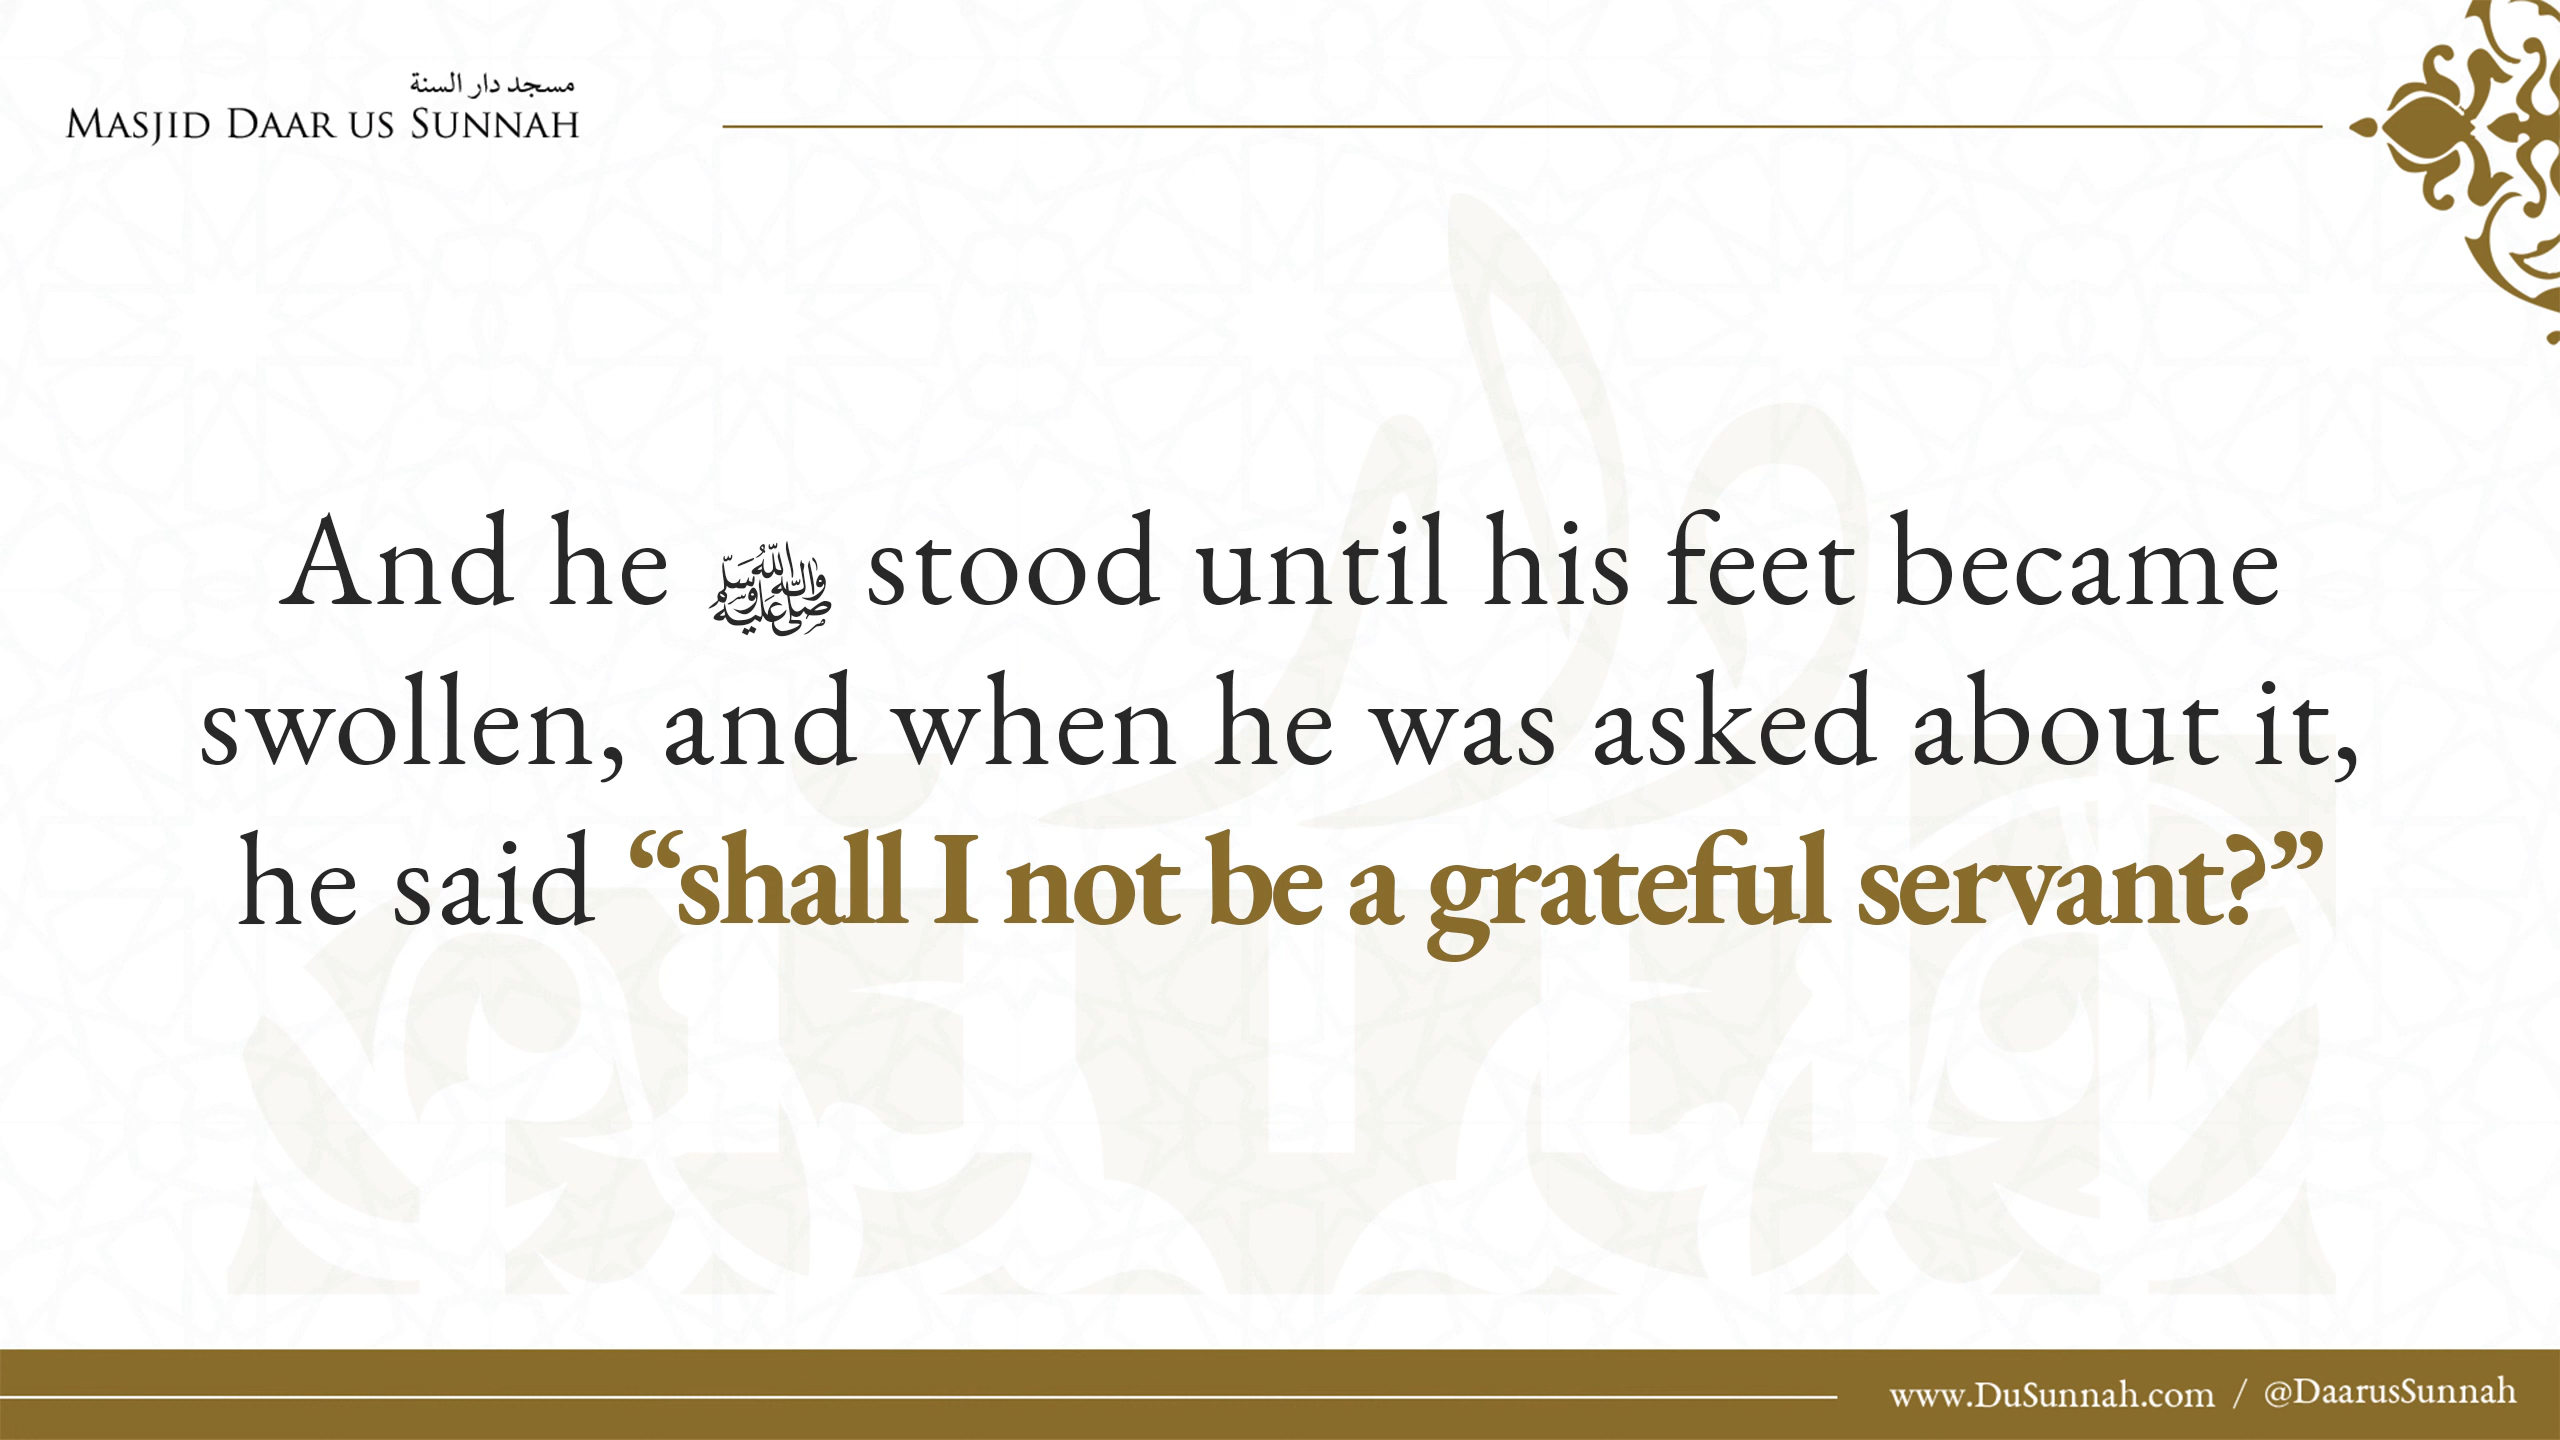 مسجد دار السنة
MASJID DAAR US SUNNAH
And he ﷺ stood until his feet became
swollen, and when he was asked about it,
he said “shall I not be a grateful servant?”
www.DuSunnah.com / @DaarusSunnah